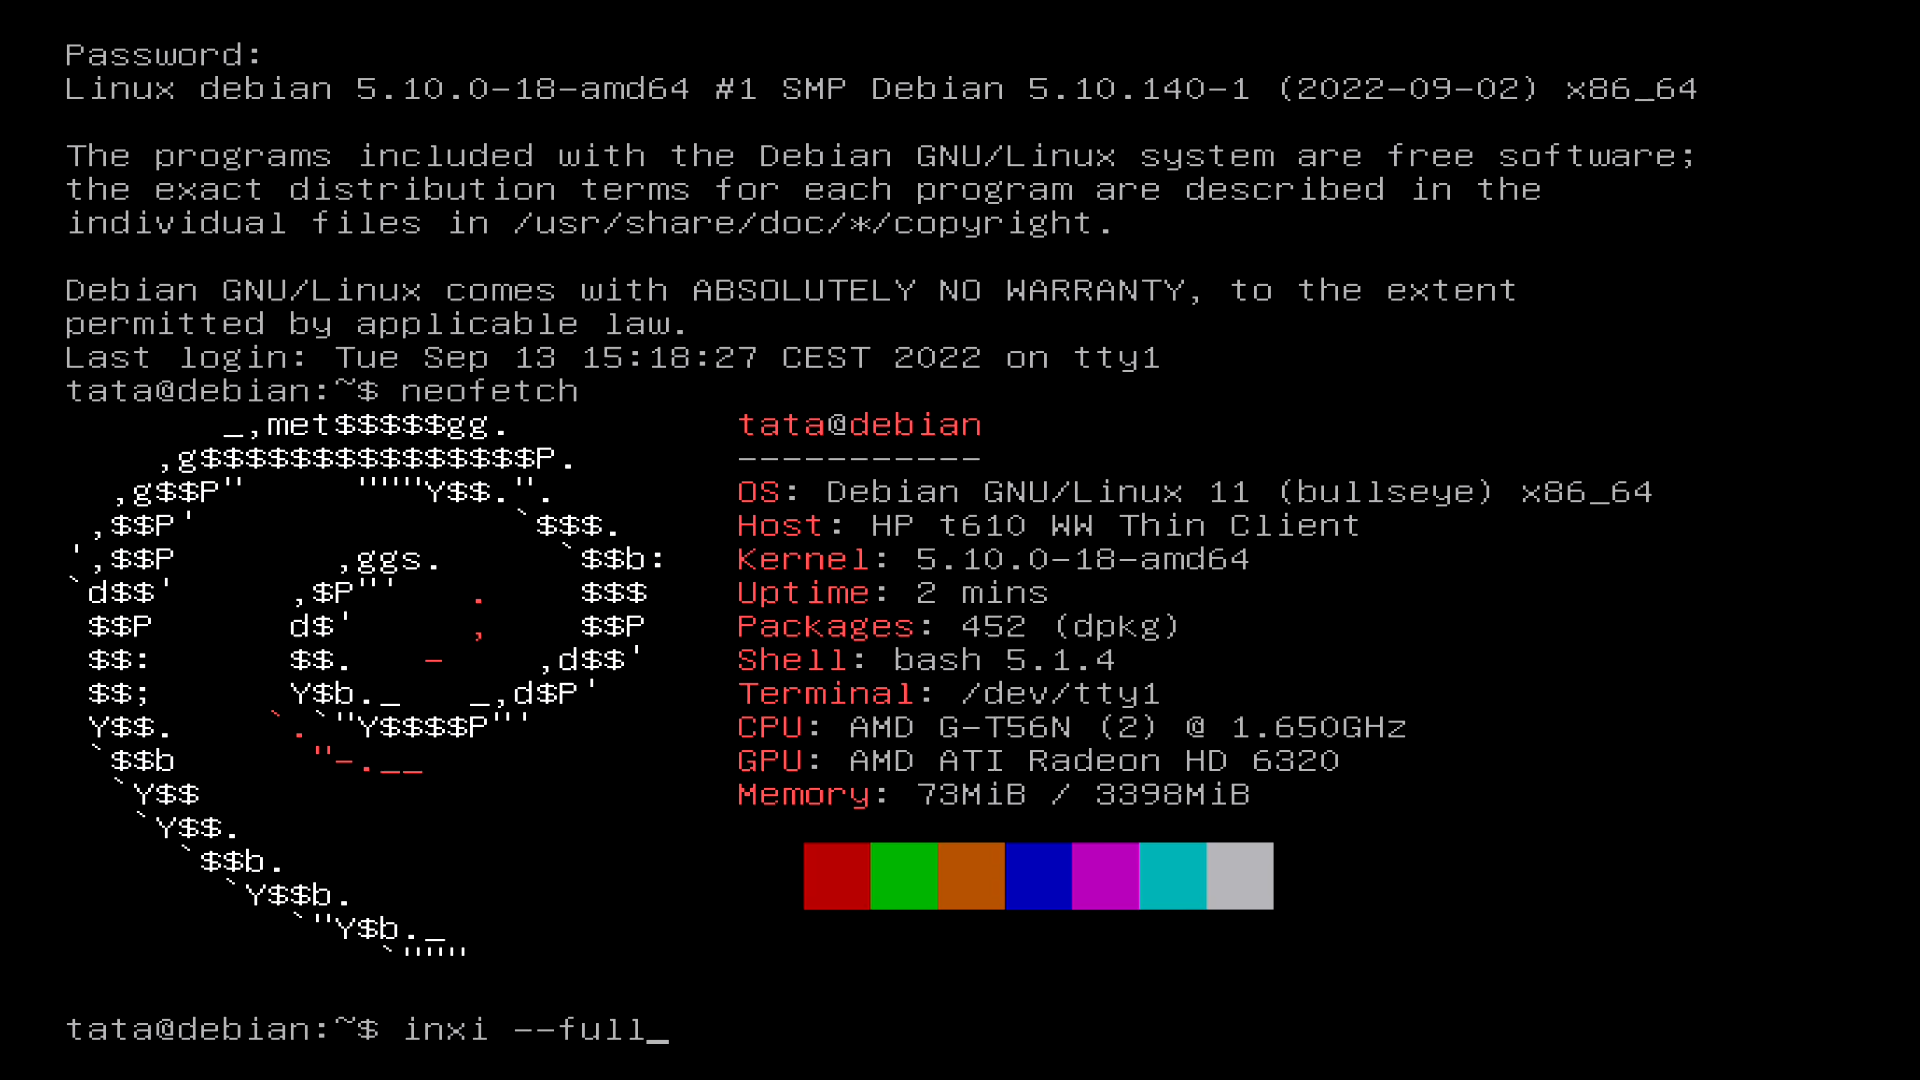 Password:
Linux debian 5.10.0-18-amd64 #1 SMP Debian 5.10.140-1 (2022-09-02) x86_64

The programs included with the Debian GNU/Linux system are free software;
the exact distribution terms for each program are described in the
individual files in /usr/share/doc/*/copyright.

Debian GNU/Linux comes with ABSOLUTELY NO WARRANTY, to the extent
permitted by applicable law.
Last login: Tue Sep 13 15:18:27 CEST 2022 on tty1
tata@debian:~$ neofetch
       _,met$$$$$gg.          tata@debian
    ,g$$$$$$$$$$$$$$$P.       -----------
  ,g$$P"     """"Y$$.".       OS: Debian GNU/Linux 11 (bullseye) x86_64
 ,$$P'              `$$$.     Host: HP t610 WW Thin Client
',$$P       ,ggs.     `$$b:   Kernel: 5.10.0-18-amd64
`d$$'     ,$P"'   .    $$$    Uptime: 2 mins
 $$P      d$'     ,    $$P    Packages: 452 (dpkg)
 $$:      $$.   -    ,d$$'    Shell: bash 5.1.4
 $$;      Y$b._   _,d$P'      Terminal: /dev/tty1
 Y$$.    `.`"Y$$$$P"'         CPU: AMD G-T56N (2) @ 1.650GHz
 `$$b      "-.__              GPU: AMD ATI Radeon HD 6320
  `Y$$                        Memory: 73MiB / 3398MiB
   `Y$$.
     `$$b.
       `Y$$b.
          `"Y$b._
              `"""
tata@debian:~$ inxi --full_